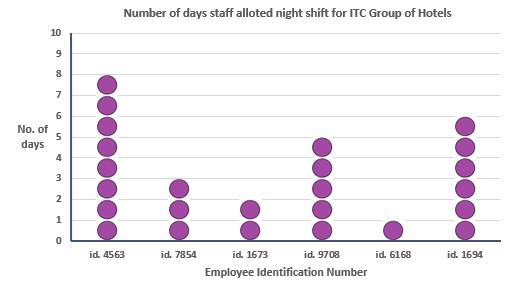 Number of days staff alloted night shift for ITC Group of Hotels
10
9
8
7
6
5
4
3
2
1
0
No. of
days
id. 4563 id. 7854 id. 1673 id. 9708 id. 6168 id. 1694
Employee Identification Number